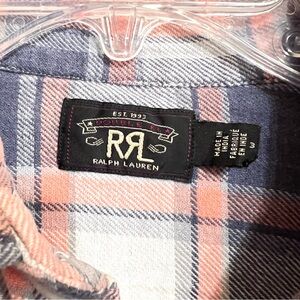 EST. 1993
DOUBLE RL
RRL
RALPH LAUREN
MADE IN
INDIA
FABRIQUÉ
EN INDE